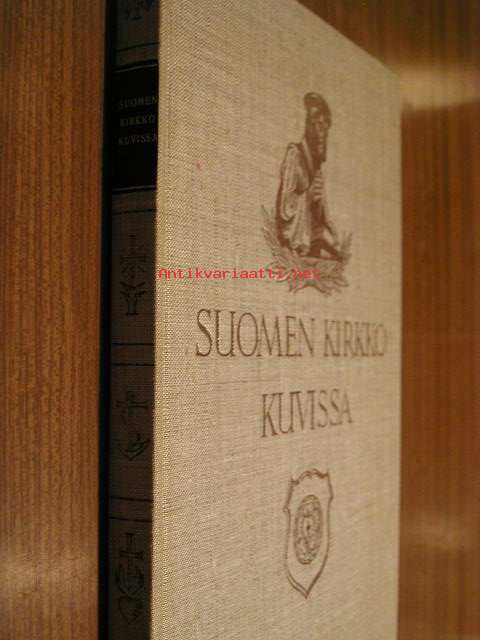 SUOMEN
KIRKKO
KUVISSA
Antikvariaatti.net
SUOMEN KIRKKO
KUVISSA